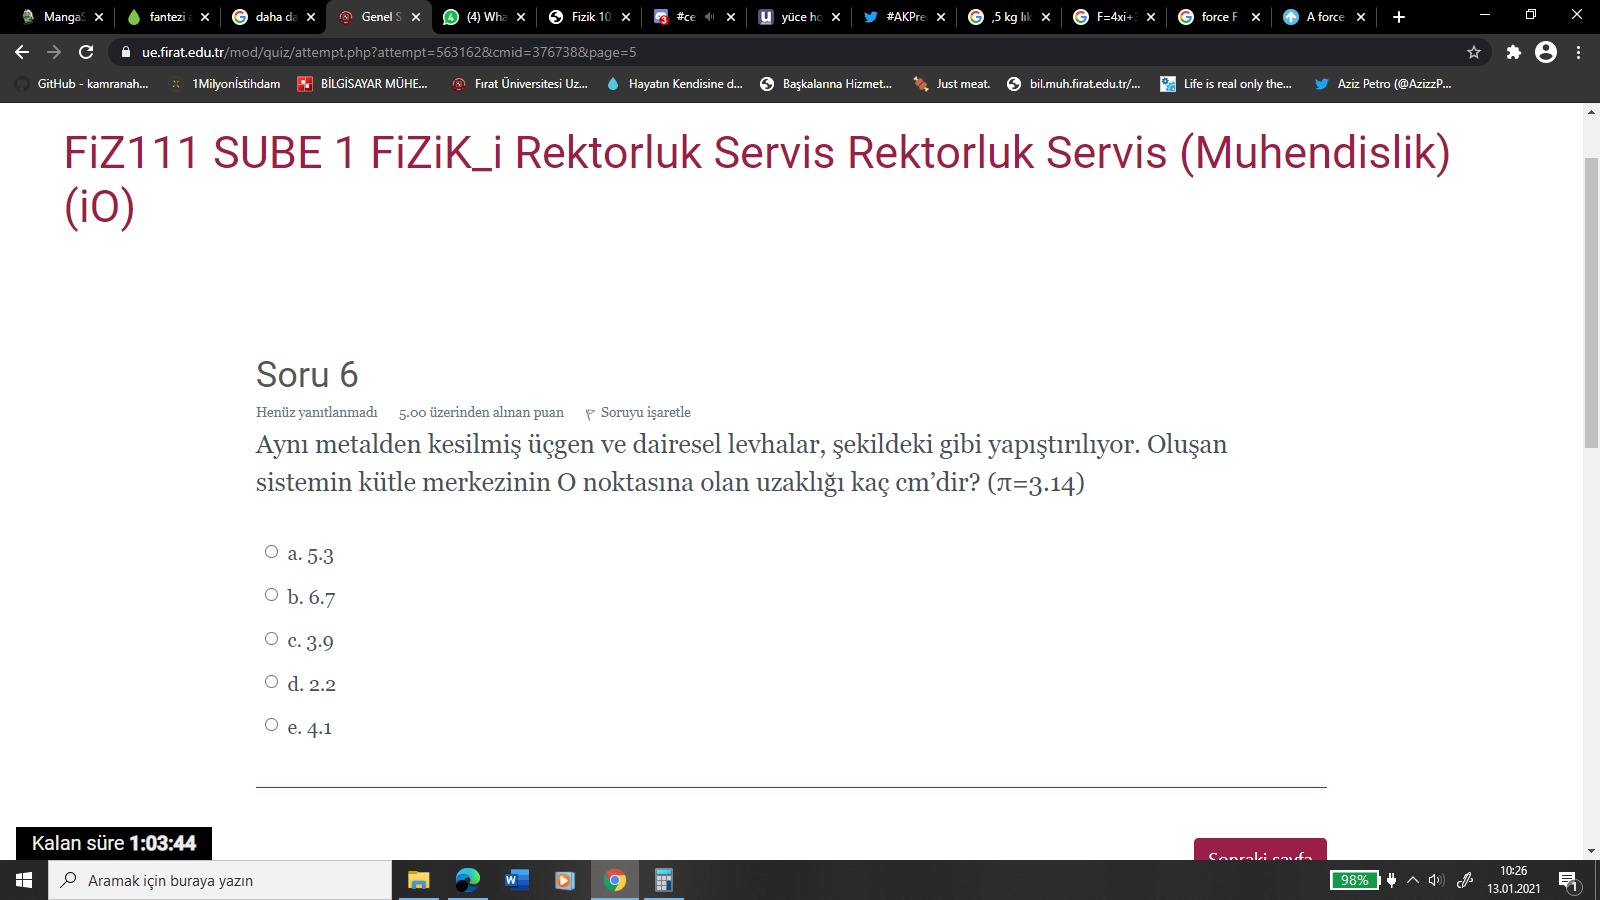 MangaS
fantezi a
daha da
Genel S
(4) Wha
Fizik 10
#ce
yüce ho
#AKPre
,5 kg lık
F=4xi+3
force F
A force
ue.firat.edu.tr/mod/quiz/attempt.php?attempt=563162&cmid=376738&page=5
GitHub - kamranah...
1Milyonİstihdam
BİLGİSAYAR MÜHE...
Fırat Üniversitesi Uz...
Hayatın Kendisine d...
Başkalarına Hizmet...
Just meat.
bil.muh.firat.edu.tr/...
Life is real only the...
Aziz Petro (@AzizzP...
FiZ111 SUBE 1 FiZiK_i Rektorluk Servis Rektorluk Servis (Muhendislik)
(iO)
Soru 6
Henüz yanıtlanmadı 5.00 üzerinden alınan puan Soruyu işaretle
Aynı metalden kesilmiş üçgen ve dairesel levhalar, şekildeki gibi yapıştırılıyor. Oluşan
sistemin kütle merkezinin O noktasına olan uzaklığı kaç cm’dir? (π=3.14)
a. 5.3
b. 6.7
c. 3.9
d. 2.2
e. 4.1
Kalan süre 1:03:44
Sonraki sayfa
Aramak için buraya yazın
98%
10:26
13.01.2021
1